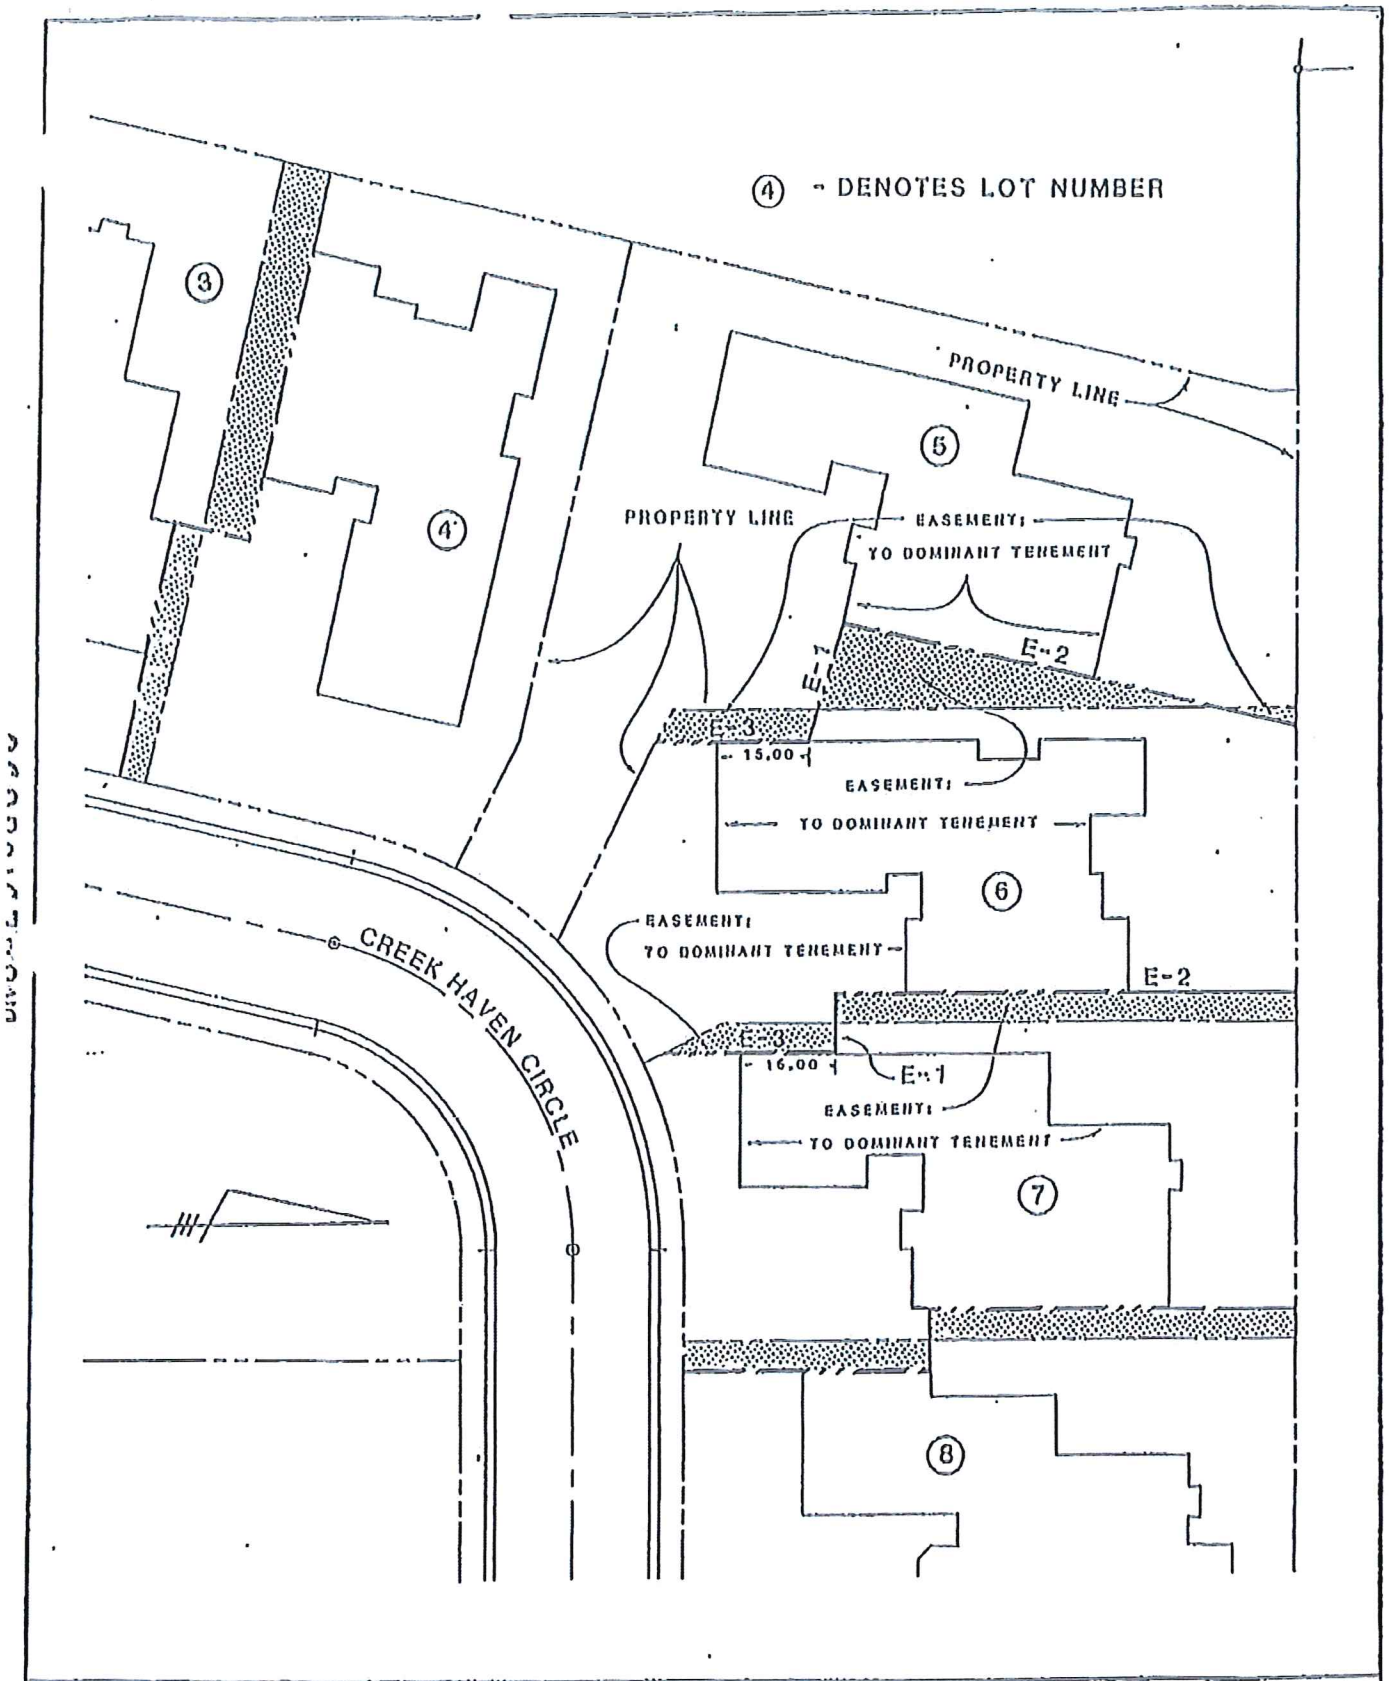 ④ - DENOTES LOT NUMBER
③
PROPERTY LINE
⑤
④
PROPERTY LINE
EASEMENT:
TO DOMINANT TENEMENT
E-2
E-1
E-3
15.00
EASEMENT:
TO DOMINANT TENEMENT
⑥
EASEMENT:
TO DOMINANT TENEMENT
CREEK HAVEN CIRCLE
E-2
E-3
16.00
E-1
EASEMENT:
TO DOMINANT TENEMENT
⑦
⑧